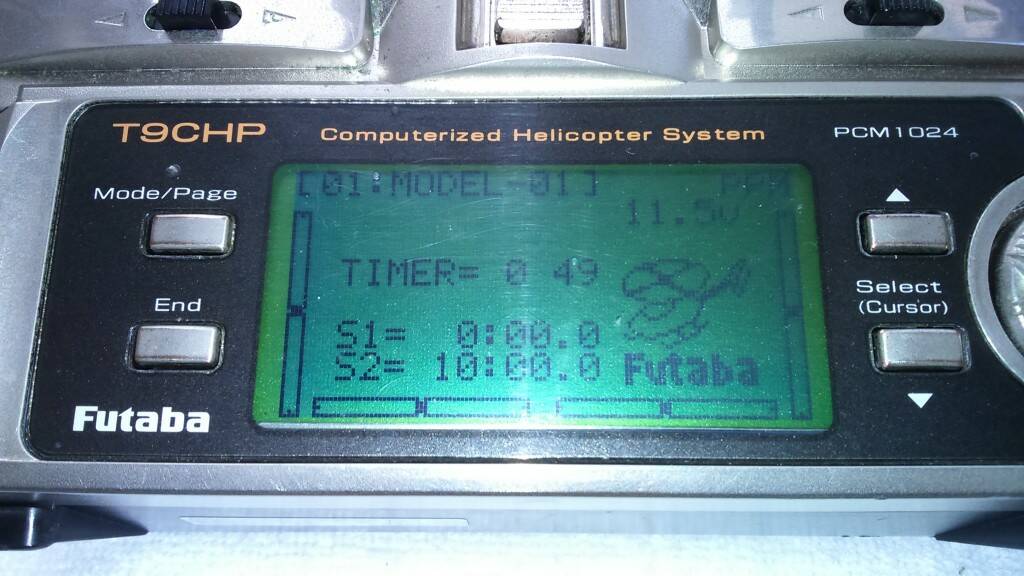 T9CHP Computerized Helicopter System PCM1024
Mode/Page
End
Futaba
[01:MODEL-01] PPM
11.5V
TIMER= 0 49
S1= 0:00.0
S2= 10:00.0 Futaba
Select
(Cursor)